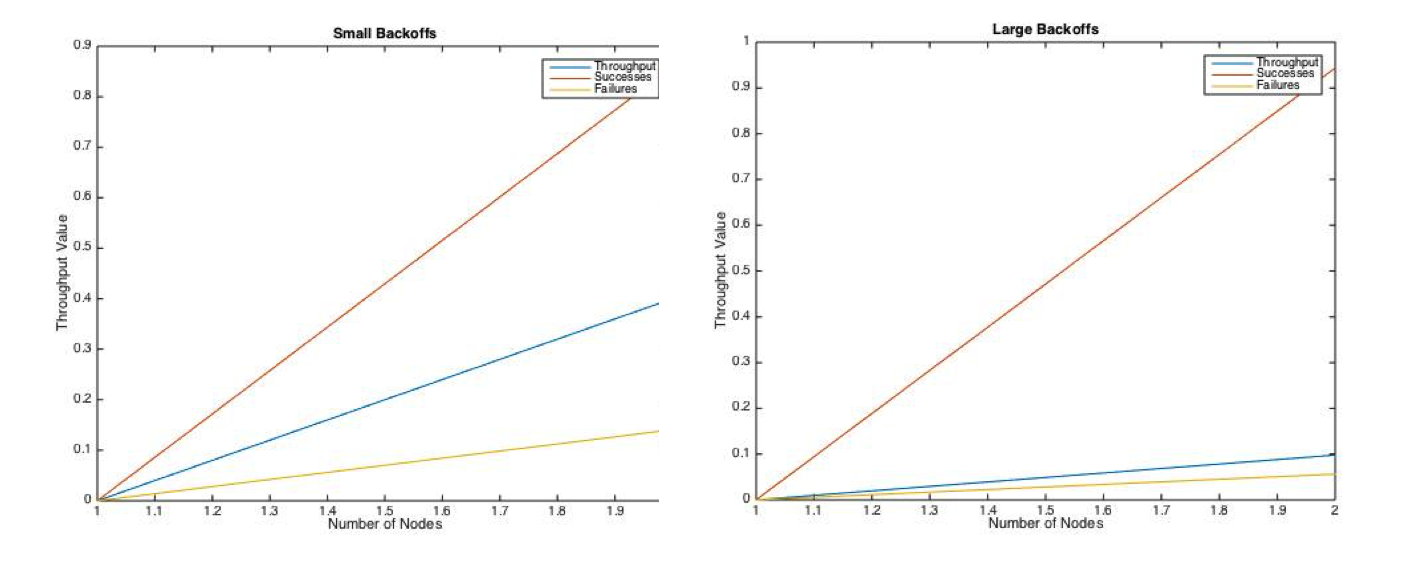 Small Backoffs
0.9
0.8
0.7
0.6
0.5
0.4
0.3
0.2
0.1
0
Throughput Value
Throughput
Successes
Failures
1 1.1 1.2 1.3 1.4 1.5 1.6 1.7 1.8 1.9
Number of Nodes
Large Backoffs
1
0.9
0.8
0.7
0.6
0.5
0.4
0.3
0.2
0.1
0
Throughput Value
Throughput
Successes
Failures
1 1.1 1.2 1.3 1.4 1.5 1.6 1.7 1.8 1.9 2
Number of Nodes